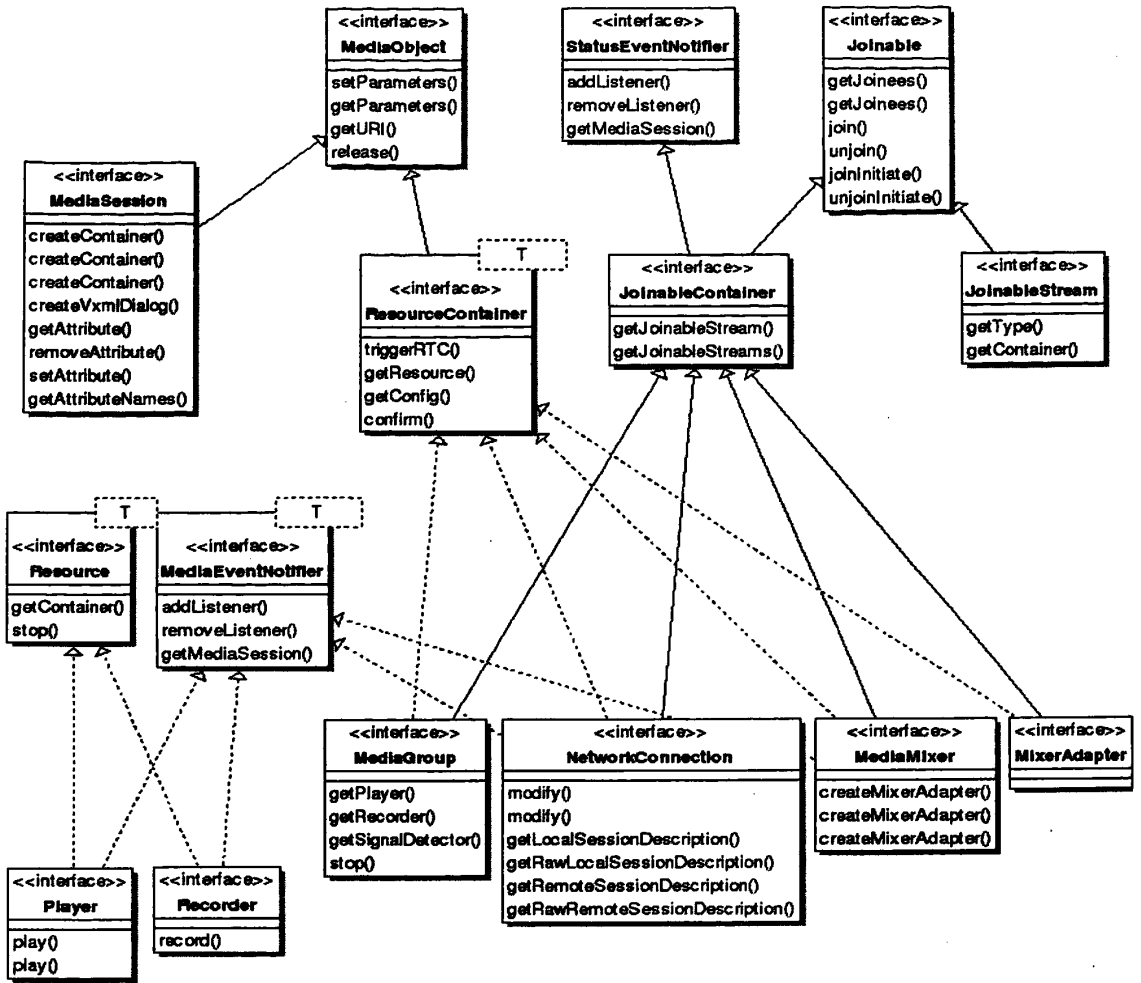 <<interface>>
MediaObject
setParameters()
getParameters()
getURI()
release()
<<interface>>
StatusEventNotifier
addListener()
removeListener()
getMediaSession()
<<interface>>
Joinable
getJoinees()
getJoinees()
join()
unjoin()
joinInitiate()
unjoinInitiate()
<<interface>>
MediaSession
createContainer()
createContainer()
createContainer()
createVxmlDialog()
getAttribute()
removeAttribute()
setAttribute()
getAttributeNames()
T
<<interface>>
ResourceContainer
triggerRTC()
getResource()
getConfig()
confirm()
<<interface>>
JoinableContainer
getJoinableStream()
getJoinableStreams()
<<interface>>
JoinableStream
getType()
getContainer()
T
<<interface>>
Resource
getContainer()
stop()
T
<<interface>>
MediaEventNotifier
addListener()
removeListener()
getMediaSession()
<<interface>>
MediaGroup
getPlayer()
getRecorder()
getSignalDetector()
stop()
<<interface>>
NetworkConnection
modify()
modify()
getLocalSessionDescription()
getRawLocalSessionDescription()
getRemoteSessionDescription()
getRawRemoteSessionDescription()
<<interface>>
MediaMixer
createMixerAdapter()
createMixerAdapter()
createMixerAdapter()
<<interface>>
MixerAdapter
<<interface>>
Player
play()
play()
<<interface>>
Recorder
record()